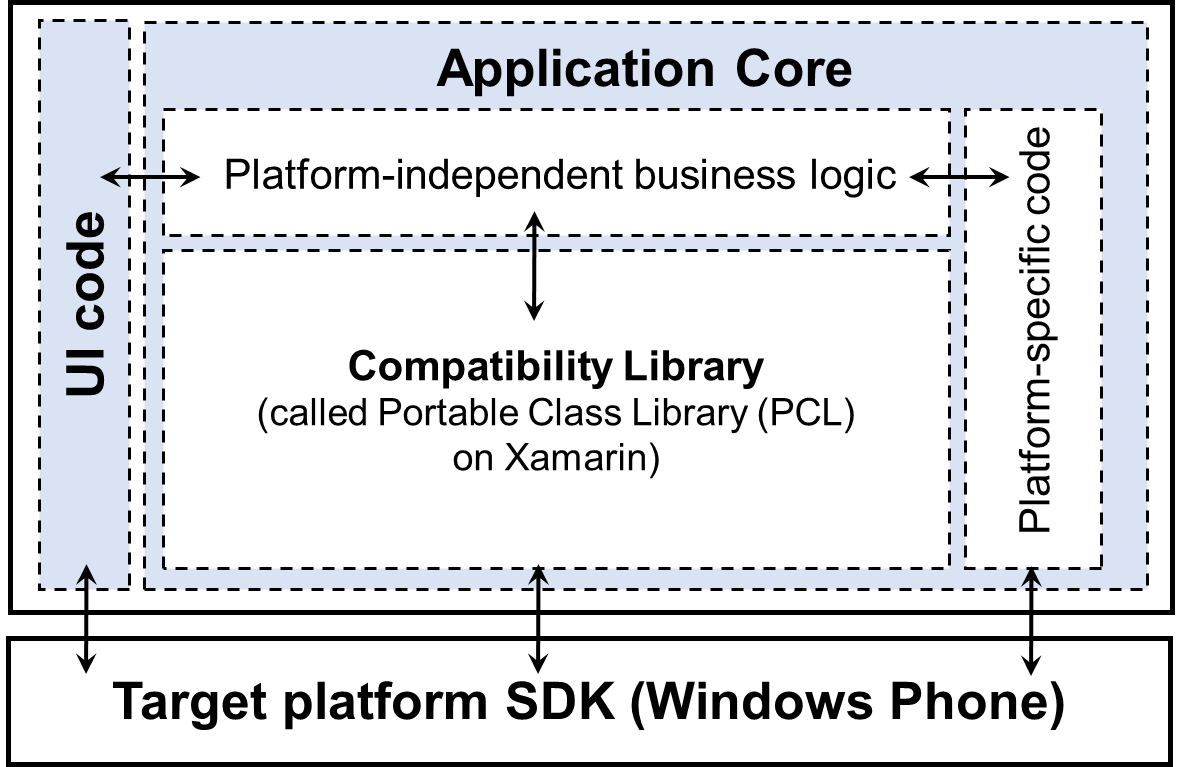 Application Core
Platform-independent business logic
UI code
Compatibility Library
(called Portable Class Library (PCL)
on Xamarin)
Platform-specific code
Target platform SDK (Windows Phone)